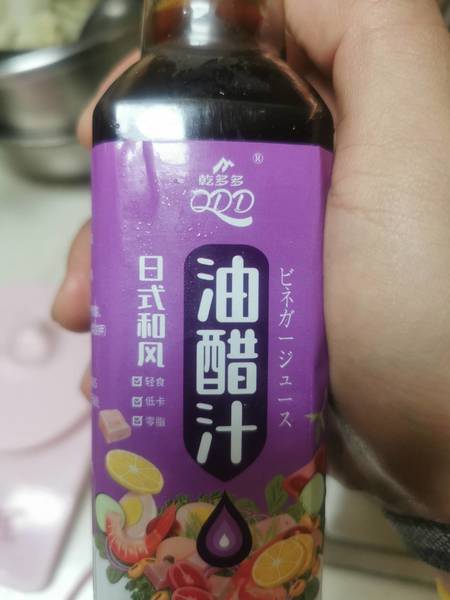 乾多多®
QDD
日式和风
油醋汁
ビネガージュース
轻食
低卡
零脂